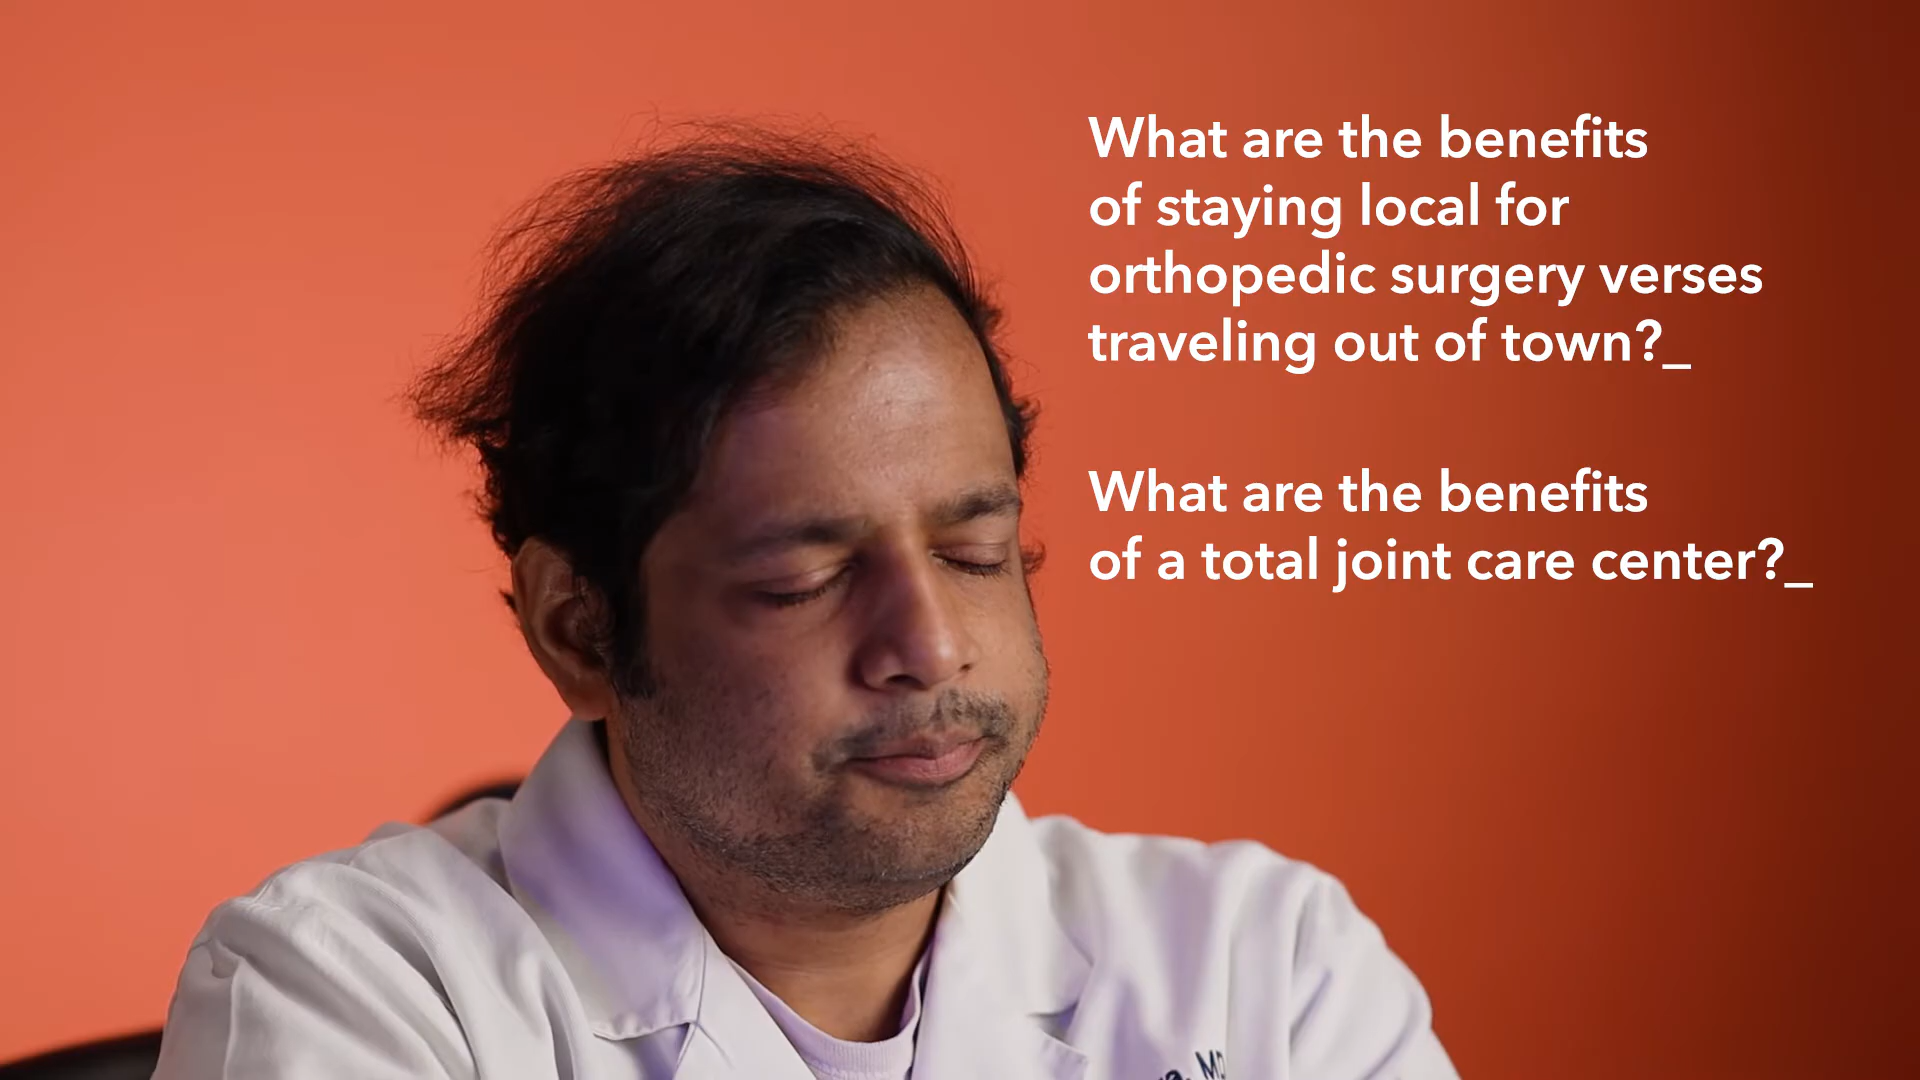 What are the benefits
of staying local for
orthopedic surgery verses
traveling out of town?_
What are the benefits
of a total joint care center?_
M.D